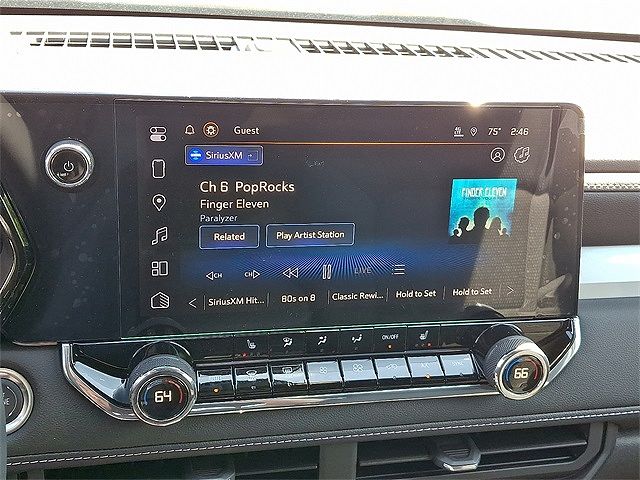 Guest
75° 2:46
SiriusXM
Ch 6 PopRocks
Finger Eleven
Paralyzer
FINGER ELEVEN
Related
Play Artist Station
CH
CH
LIVE
SiriusXM Hit...
80s on 8
Classic Rewi...
Hold to Set
Hold to Set
ON/OFF
64
66